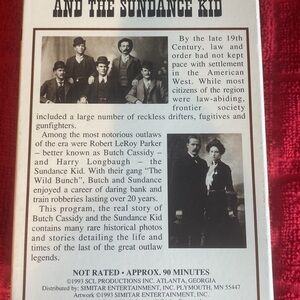 AND THE SUNDANCE KID
By the late 19th
Century, law and
order had not kept
pace with settlement
in the American
West. While most
citizens of the region
were law-abiding,
frontier society
included a large number of reckless drifters, fugitives and
gunfighters.
Among the most notorious outlaws
of the era were Robert LeRoy Parker
– better known as Butch Cassidy –
and Harry Longbaugh – the
Sundance Kid. With their gang "The
Wild Bunch", Butch and Sundance
enjoyed a career of daring bank and
train robberies lasting over 20 years.
This program, the real story of
Butch Cassidy and the Sundance Kid
contains many rare historical photos
and stories detailing the life and
times of the last of the great outlaw
legends.
NOT RATED • APPROX. 90 MINUTES
©1993 SCI, PRODUCTIONS INC. ATLANTA, GEORGIA
Distributed by: SIMITAR ENTERTAINMENT, INC. PLYMOUTH, MN 55447
Artwork ©1993 SIMITAR ENTERTAINMENT, INC.